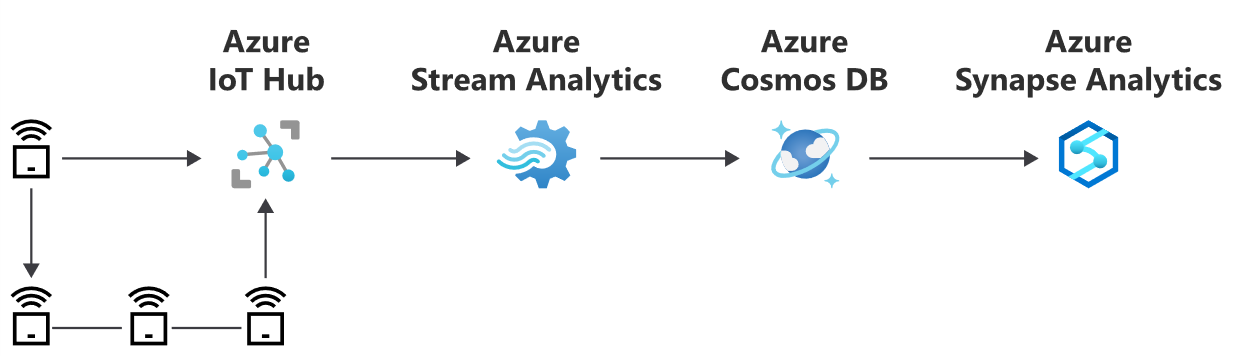 Azure
IoT Hub
Azure
Stream Analytics
Azure
Cosmos DB
Azure
Synapse Analytics